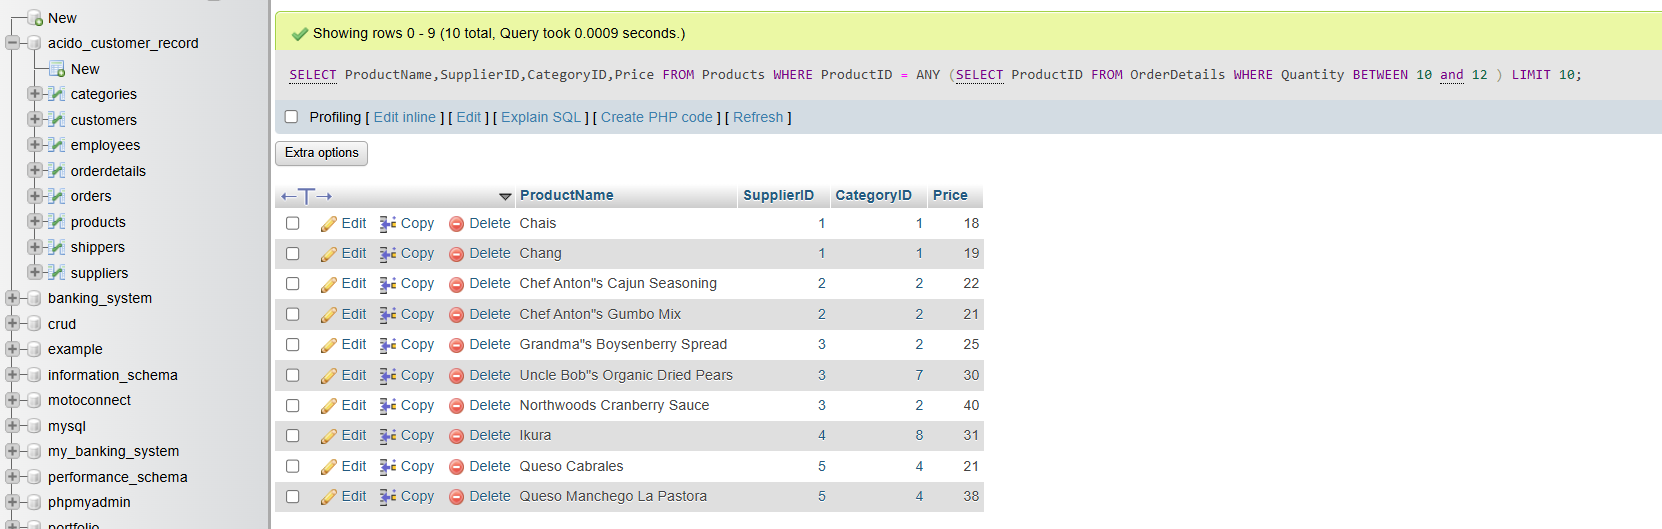 New
acido_customer_record
New
categories
customers
employees
orderdetails
orders
products
shippers
suppliers
banking_system
crud
example
information_schema
motoconnect
mysql
my_banking_system
performance_schema
phpmyadmin
portfolio
Showing rows 0 - 9 (10 total, Query took 0.0009 seconds.)
SELECT ProductName,SupplierID,CategoryID,Price FROM Products WHERE ProductID = ANY (SELECT ProductID FROM OrderDetails WHERE Quantity BETWEEN 10 and 12 ) LIMIT 10;
Profiling [ Edit inline ] [ Edit ] [ Explain SQL ] [ Create PHP code ] [ Refresh ]
Extra options
←T→ ProductName SupplierID CategoryID Price
Edit Copy Delete Chais 1 1 18
Edit Copy Delete Chang 1 1 19
Edit Copy Delete Chef Anton"s Cajun Seasoning 2 2 22
Edit Copy Delete Chef Anton"s Gumbo Mix 2 2 21
Edit Copy Delete Grandma"s Boysenberry Spread 3 2 25
Edit Copy Delete Uncle Bob"s Organic Dried Pears 3 7 30
Edit Copy Delete Northwoods Cranberry Sauce 3 2 40
Edit Copy Delete Ikura 4 8 31
Edit Copy Delete Queso Cabrales 5 4 21
Edit Copy Delete Queso Manchego La Pastora 5 4 38